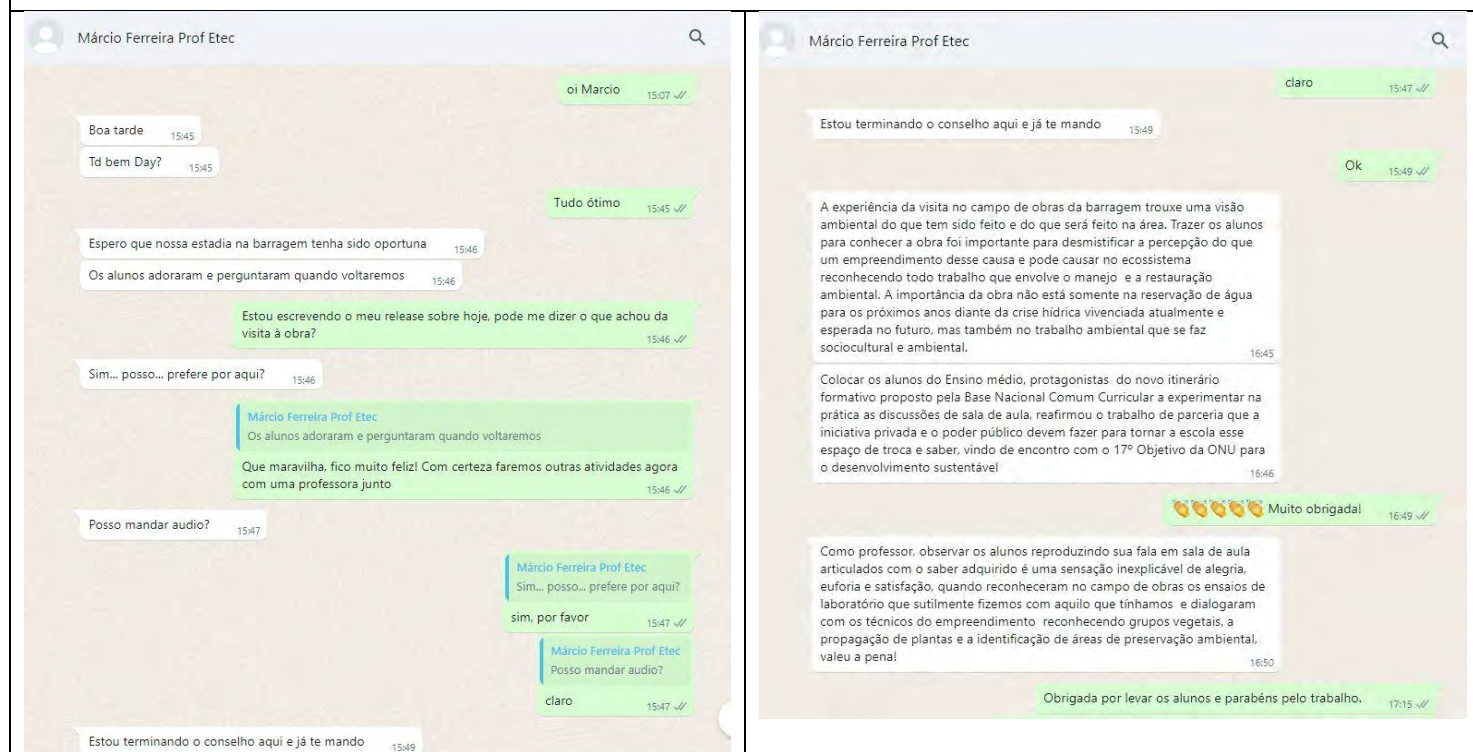 Márcio Ferreira Prof Etec
oi Marcio 15:07
Boa tarde 15:45
Td bem Day? 15:45
Tudo ótimo 15:45
Espero que nossa estadia na barragem tenha sido oportuna 15:46
Os alunos adoraram e perguntaram quando voltaremos 15:46
Estou escrevendo o meu release sobre hoje, pode me dizer o que achou da
visita à obra? 15:46
Sim... posso... prefere por aqui? 15:46
Márcio Ferreira Prof Etec
Os alunos adoraram e perguntaram quando voltaremos
Que maravilha, fico muito feliz! Com certeza faremos outras atividades agora
com uma professora junto 15:46
Posso mandar audio? 15:47
Márcio Ferreira Prof Etec
Sim... posso... prefere por aqui?
sim, por favor 15:47
Márcio Ferreira Prof Etec
Posso mandar audio?
claro 15:47
Estou terminando o conselho aqui e já te mando 15:49
Márcio Ferreira Prof Etec
claro 15:47
Estou terminando o conselho aqui e já te mando 15:49
Ok 15:49
A experiência da visita no campo de obras da barragem trouxe uma visão
ambiental do que tem sido feito e do que será feito na área. Trazer os alunos
para conhecer a obra foi importante para desmistificar a percepção do que
um empreendimento desse causa e pode causar no ecossistema
reconhecendo todo trabalho que envolve o manejo e a restauração
ambiental. A importância da obra não está somente na reservação de água
para os próximos anos diante da crise hídrica vivenciada atualmente e
esperada no futuro, mas também no trabalho ambiental que se faz
sociocultural e ambiental. 16:45
Colocar os alunos do Ensino médio, protagonistas do novo itinerário
formativo proposto pela Base Nacional Comum Curricular a experimentar na
prática as discussões de sala de aula, reafirmou o trabalho de parceria que a
iniciativa privada e o poder público devem fazer para tornar a escola esse
espaço de troca e saber, vindo de encontro com o 17º Objetivo da ONU para
o desenvolvimento sustentável 16:46
👏👏👏👏👏 Muito obrigada! 16:49
Como professor, observar os alunos reproduzindo sua fala em sala de aula
articulados com o saber adquirido é uma sensação inexplicável de alegria,
euforia e satisfação, quando reconheceram no campo de obras os ensaios de
laboratório que sutilmente fizemos com aquilo que tínhamos e dialogaram
com os técnicos do empreendimento reconhecendo grupos vegetais, a
propagação de plantas e a identificação de áreas de preservação ambiental,
valeu a pena! 16:50
Obrigada por levar os alunos e parabéns pelo trabalho. 17:15